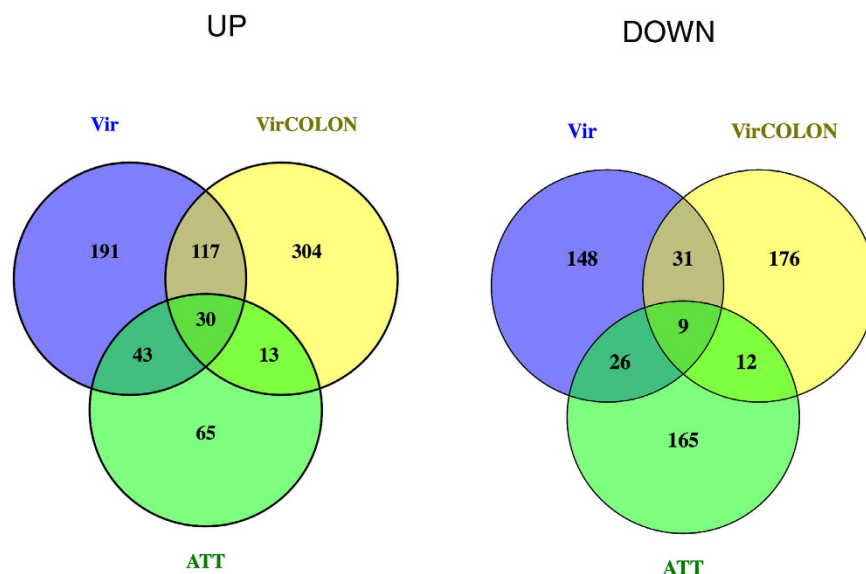 UP
DOWN
Vir
VirCOLON
191
117
304
30
43
13
65
ATT
Vir
VirCOLON
148
31
176
9
26
12
165
ATT